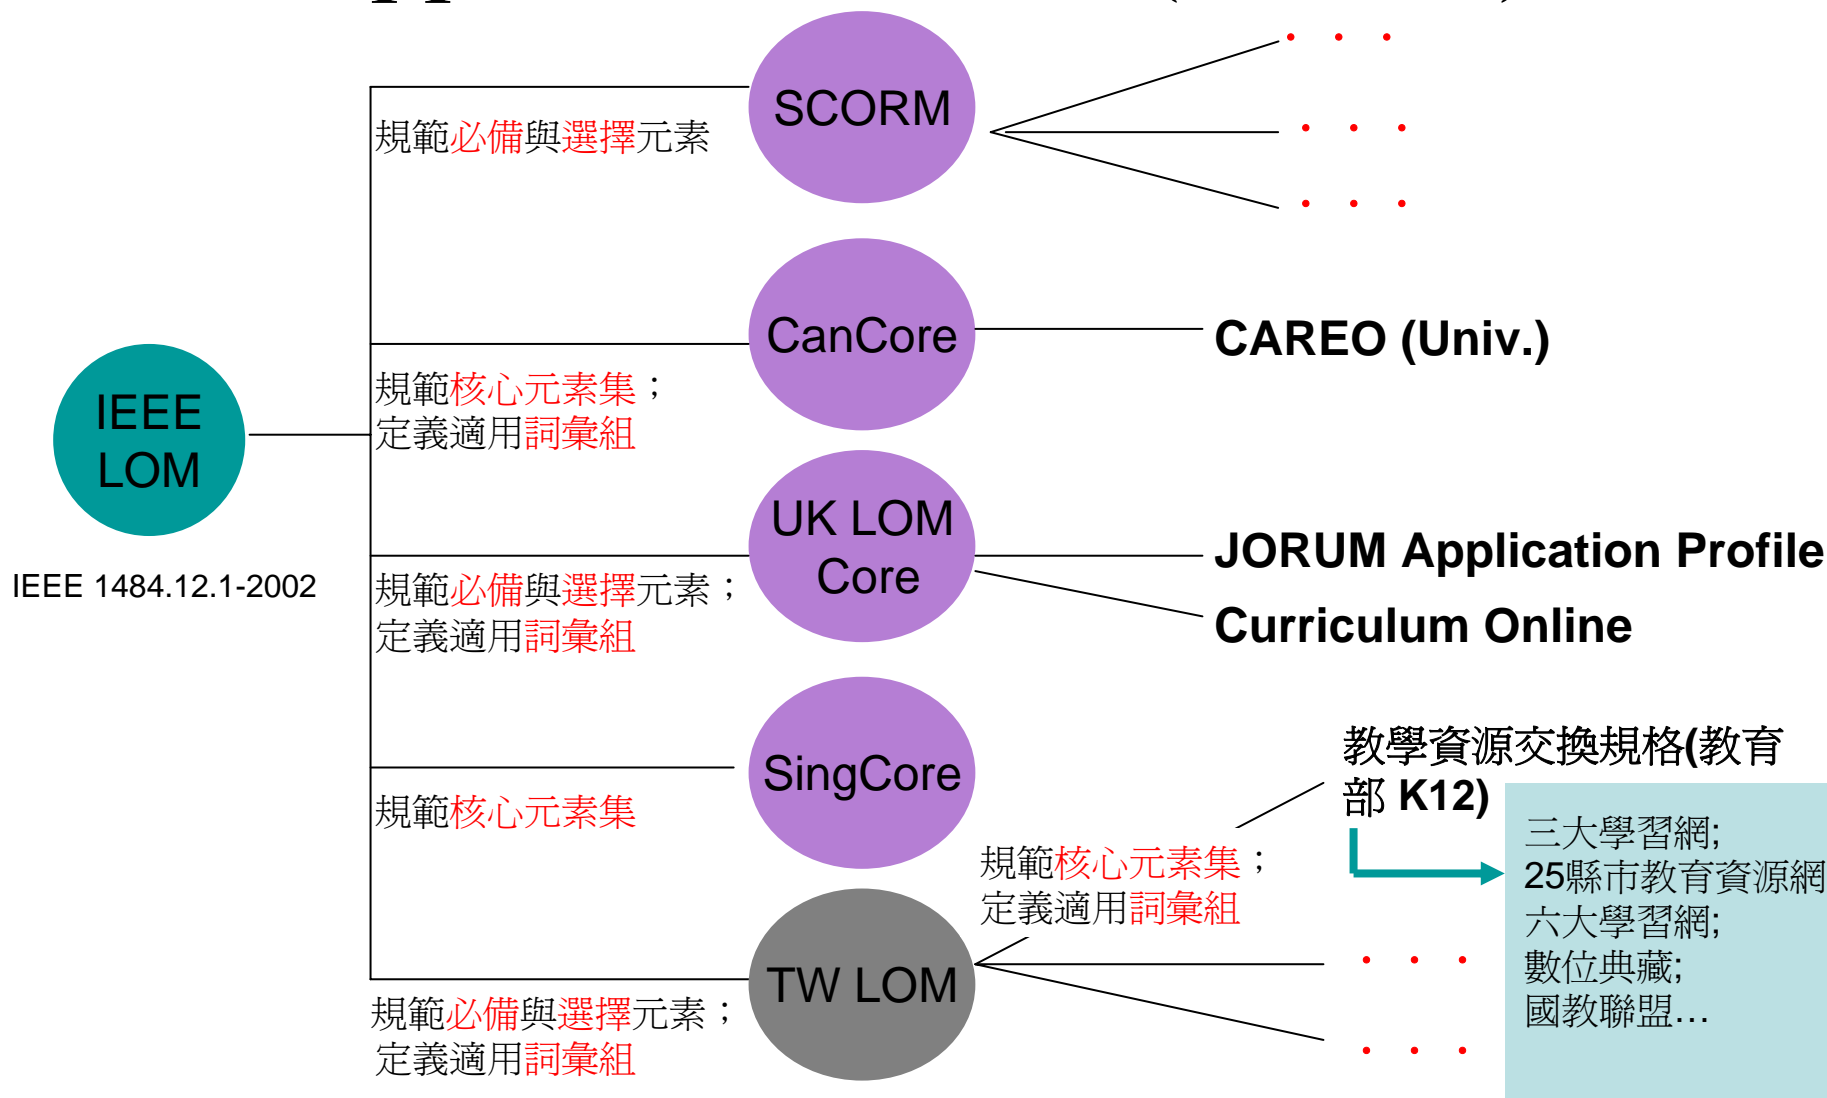 SCORM
規範必備與選擇元素
CanCore
CAREO (Univ.)
規範核心元素集；
定義適用詞彙組
IEEE
LOM
IEEE 1484.12.1-2002
UK LOM
Core
JORUM Application Profile
Curriculum Online
規範必備與選擇元素；
定義適用詞彙組
SingCore
規範核心元素集
教學資源交換規格(教育
部 K12)
規範核心元素集；
定義適用詞彙組
三大學習網;
25縣市教育資源網
六大學習網;
數位典藏;
國教聯盟…
TW LOM
規範必備與選擇元素；
定義適用詞彙組